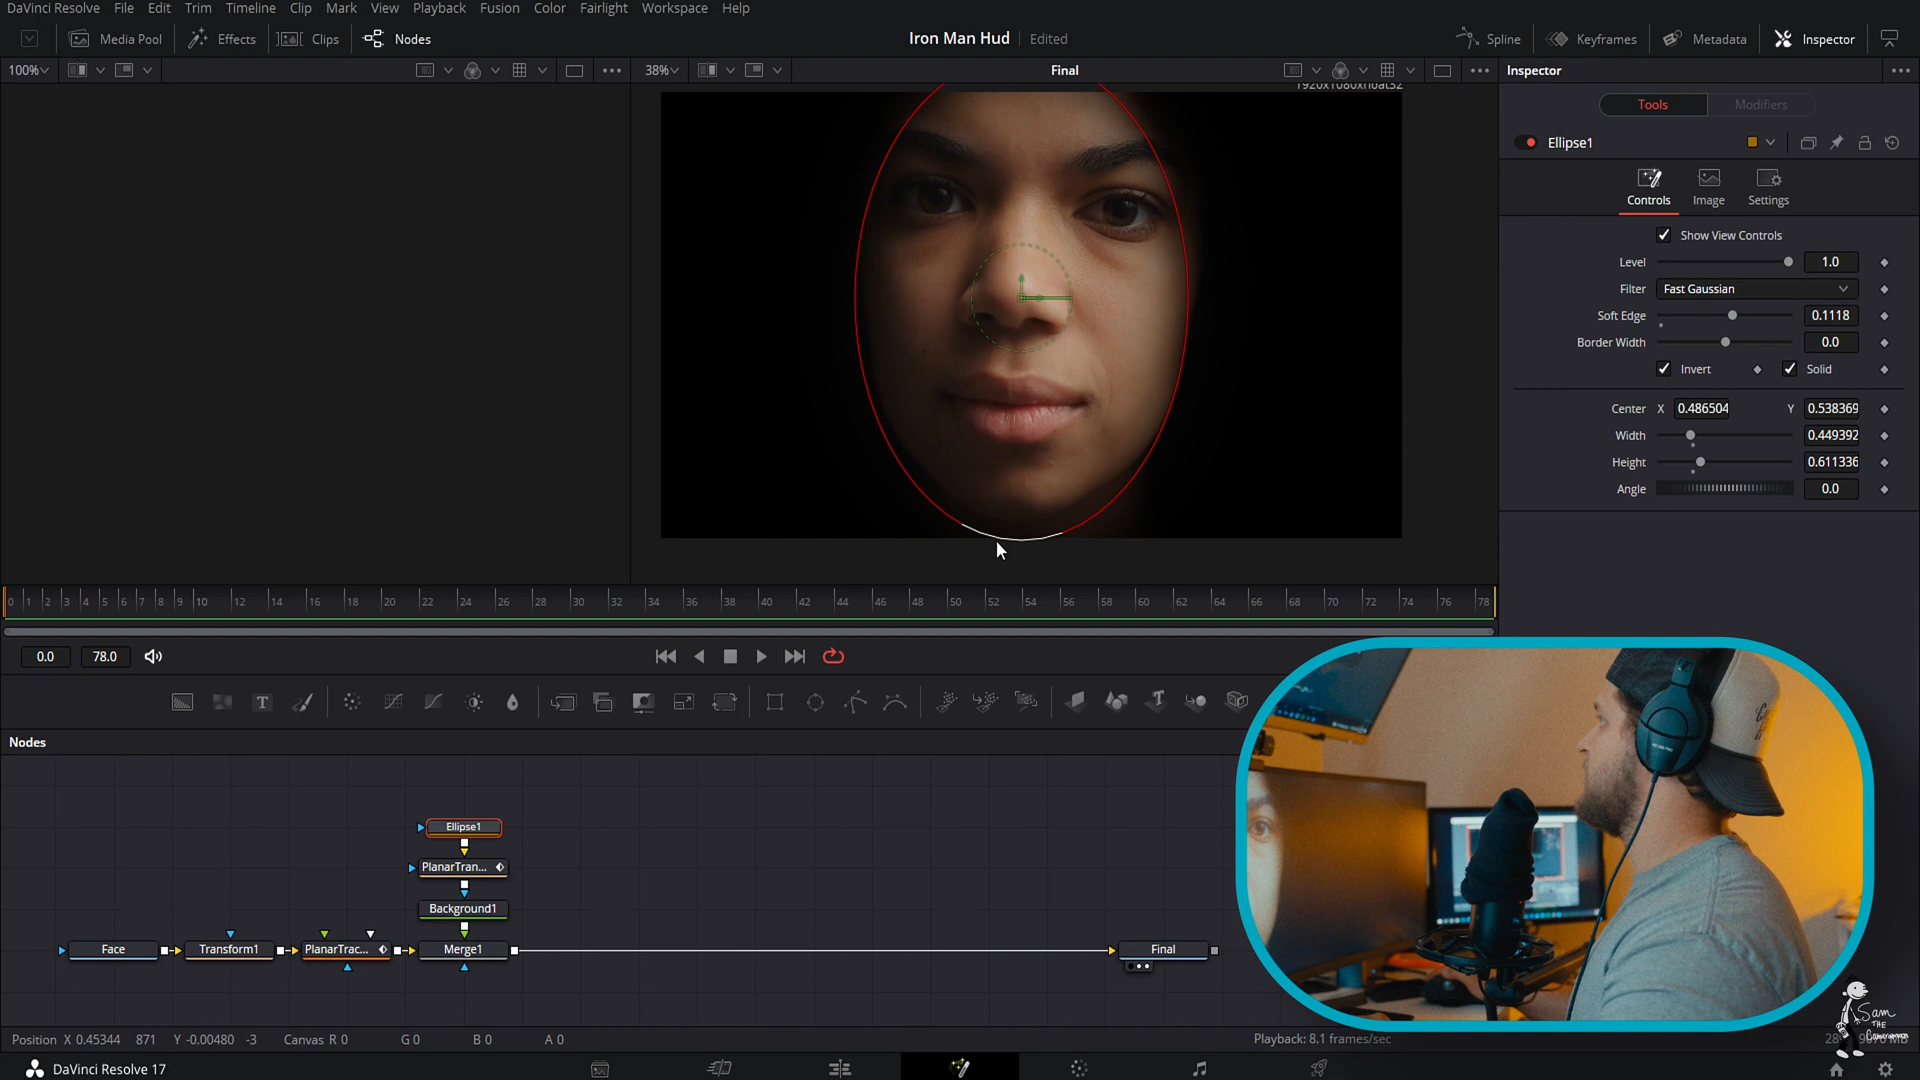 DaVinci Resolve File Edit Trim Timeline Clip Mark View Playback Fusion Color Fairlight Workspace Help
Media Pool Effects Clips Nodes Iron Man Hud Edited Spline Keyframes Metadata Inspector
100% 38% Final Inspector
1920x1080xfloat32
Tools Modifiers
Ellipse1
Controls Image Settings
Show View Controls
Level 1.0
Filter Fast Gaussian
Soft Edge 0.1118
Border Width 0.0
Invert Solid
Center X 0.486504 Y 0.538369
Width 0.449392
Height 0.611336
Angle 0.0
0 1 2 3 4 5 6 7 8 9 10 12 14 16 18 20 22 24 26 28 30 32 34 36 38 40 42 44 46 48 50 52 54 56 58 60 62 64 66 68 70 72 74 76 78
0.0 78.0
Nodes
Ellipse1
PlanarTran...
Background1
Face Transform1 PlanarTrac... Merge1 Final
Sam
THE
Cameraman
Position X 0.45344 871 Y -0.00480 -3 Canvas R 0 G 0 B 0 A 0 Playback: 8.1 frames/sec
DaVinci Resolve 17